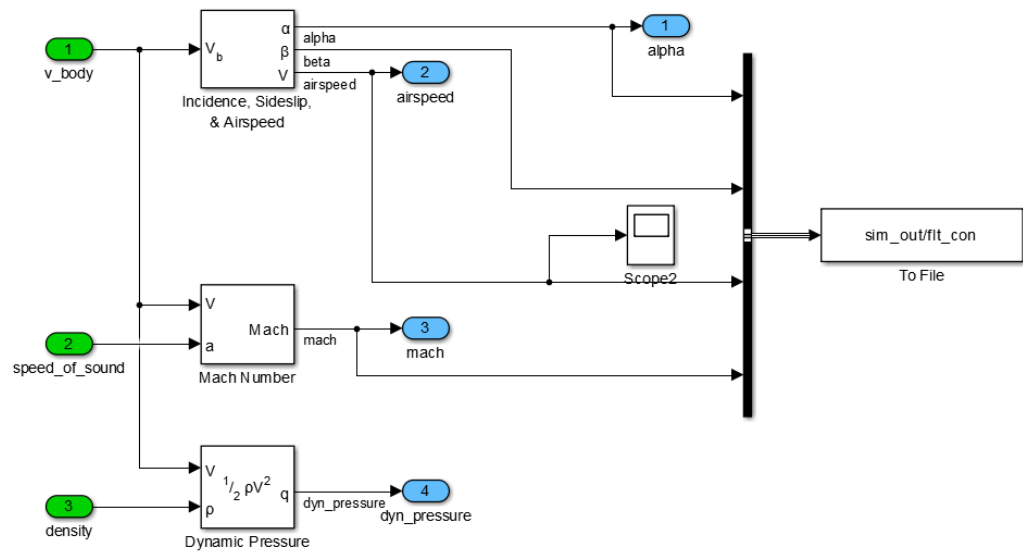 1
v_body
V_b
α
β
V
alpha
beta
airspeed
Incidence, Sideslip,
& Airspeed
1
alpha
2
airspeed
Scope2
sim_out/flt_con
To File
2
speed_of_sound
V
a
Mach
mach
Mach Number
3
mach
3
density
V
ρ
1/2 ρV²
q
dyn_pressure
Dynamic Pressure
4
dyn_pressure